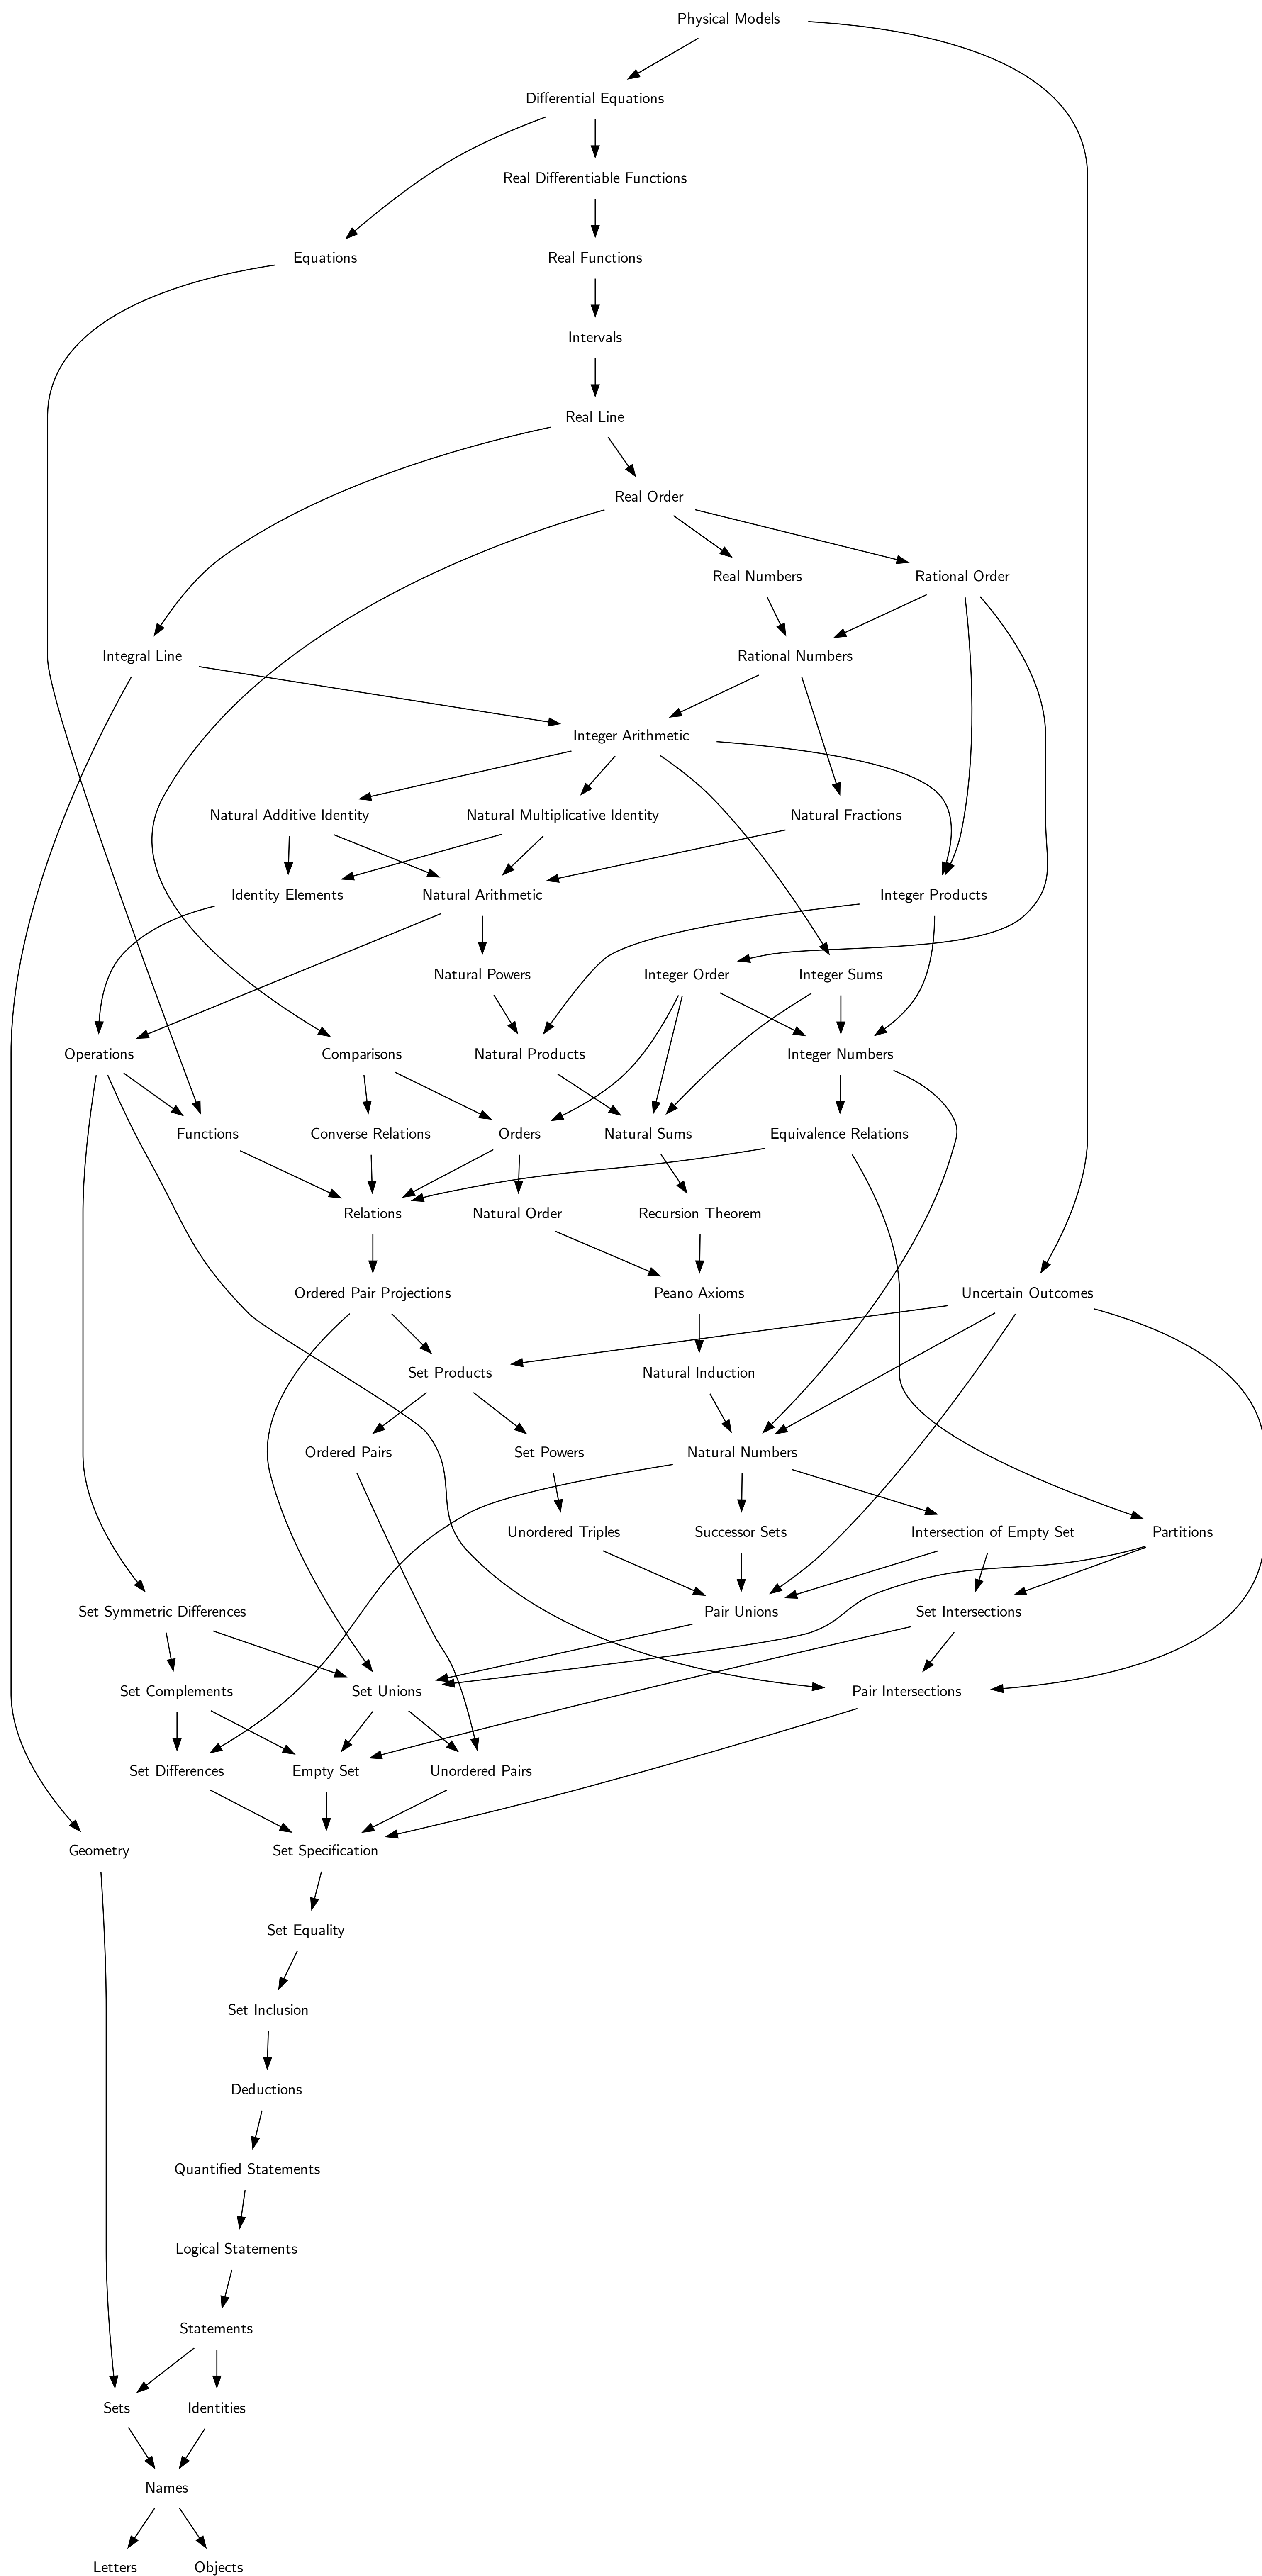 Physical Models
Differential Equations
Real Differentiable Functions
Equations
Real Functions
Intervals
Real Line
Real Order
Real Numbers
Rational Order
Integral Line
Rational Numbers
Integer Arithmetic
Natural Additive Identity
Natural Multiplicative Identity
Natural Fractions
Identity Elements
Natural Arithmetic
Integer Products
Natural Powers
Integer Order
Integer Sums
Operations
Comparisons
Natural Products
Integer Numbers
Functions
Converse Relations
Orders
Natural Sums
Equivalence Relations
Relations
Natural Order
Recursion Theorem
Ordered Pair Projections
Peano Axioms
Uncertain Outcomes
Set Products
Natural Induction
Ordered Pairs
Set Powers
Natural Numbers
Unordered Triples
Successor Sets
Intersection of Empty Set
Partitions
Set Symmetric Differences
Pair Unions
Set Intersections
Set Complements
Set Unions
Pair Intersections
Set Differences
Empty Set
Unordered Pairs
Geometry
Set Specification
Set Equality
Set Inclusion
Deductions
Quantified Statements
Logical Statements
Statements
Sets
Identities
Names
Letters
Objects